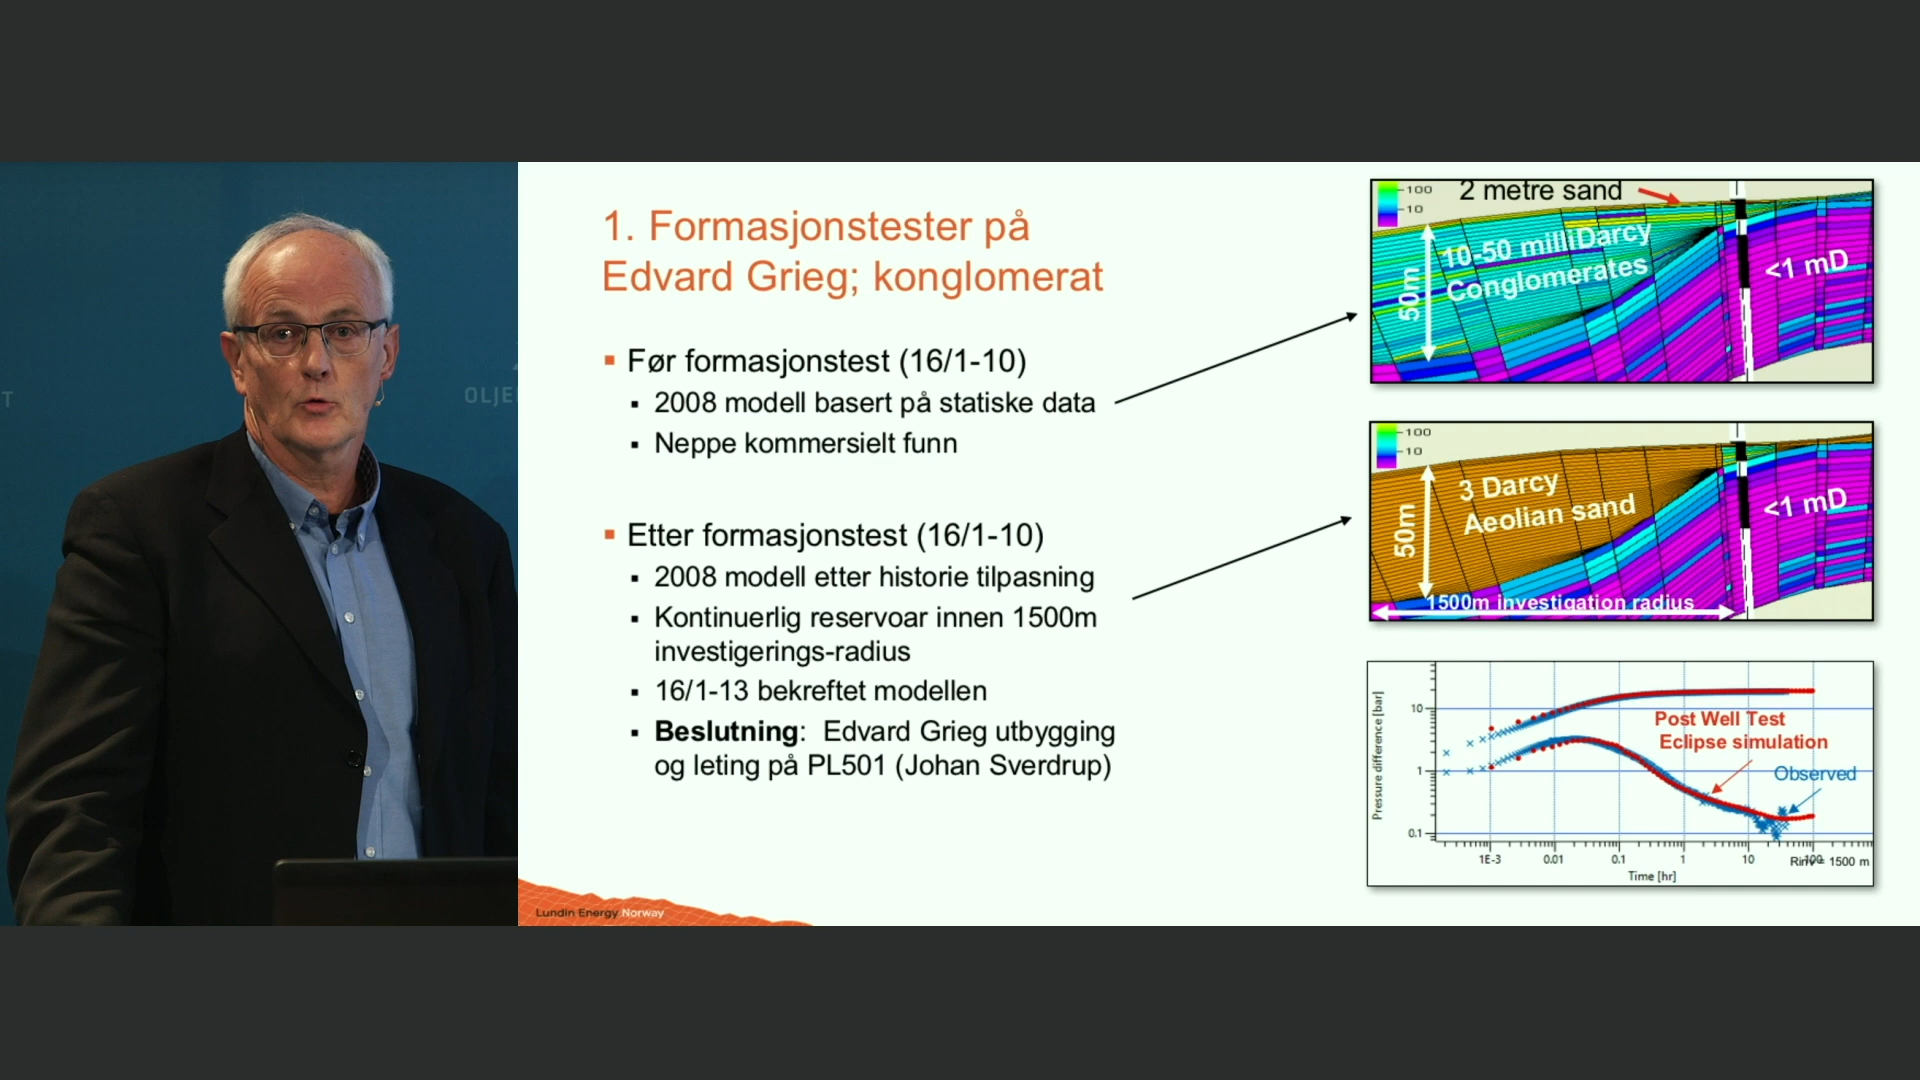 T
OLJE
1. Formasjonstester på
Edvard Grieg; konglomerat
Før formasjonstest (16/1-10)
2008 modell basert på statiske data
Neppe kommersielt funn
Etter formasjonstest (16/1-10)
2008 modell etter historie tilpasning
Kontinuerlig reservoar innen 1500m
investigerings-radius
16/1-13 bekreftet modellen
Beslutning: Edvard Grieg utbygging
og leting på PL501 (Johan Sverdrup)
Lundin Energy Norway
100
10
2 metre sand
10-50 milliDarcy
Conglomerates
50m
<1 mD
100
10
3 Darcy
Aeolian sand
50m
<1 mD
1500m investigation radius
Pressure difference [bar]
10
1
0.1
Post Well Test
Eclipse simulation
Observed
1E-3 0.01 0.1 1 10 100
Rinv = 1500 m
Time [hr]